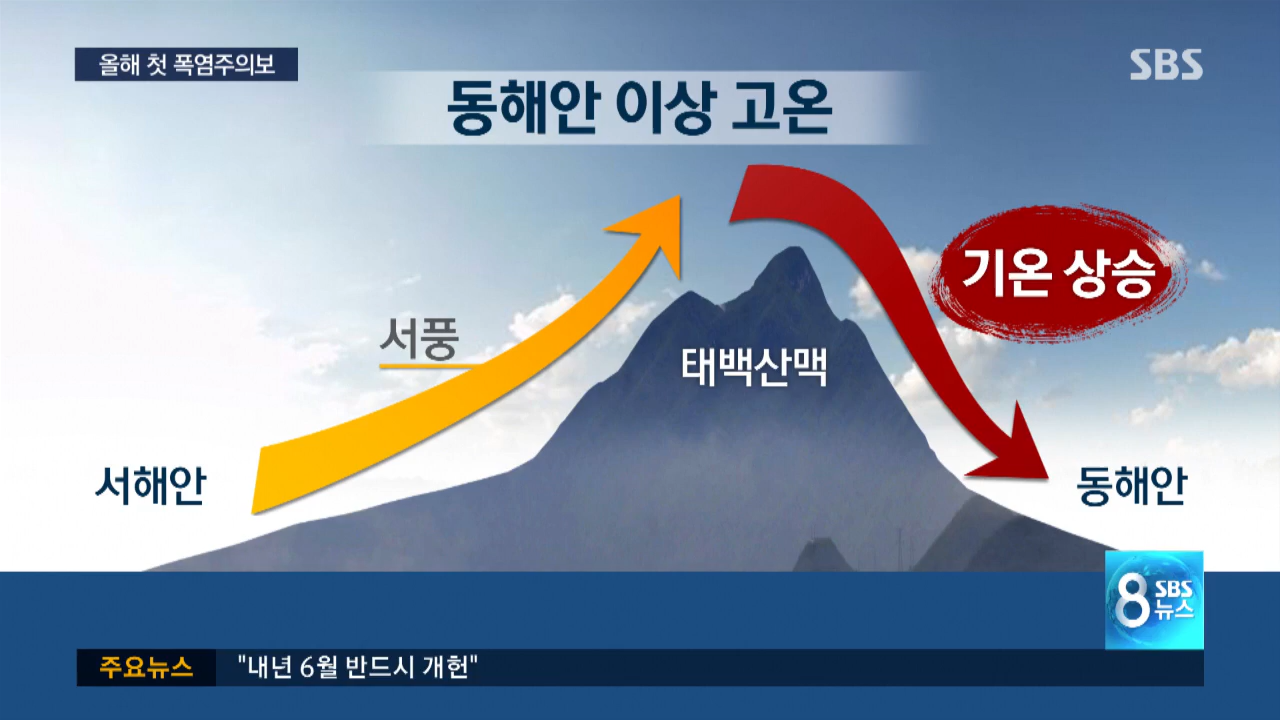 올해 첫 폭염주의보
SBS
동해안 이상 고온
기온 상승
서풍
태백산맥
서해안
동해안
8 SBS
뉴스
주요뉴스
"내년 6월 반드시 개헌"